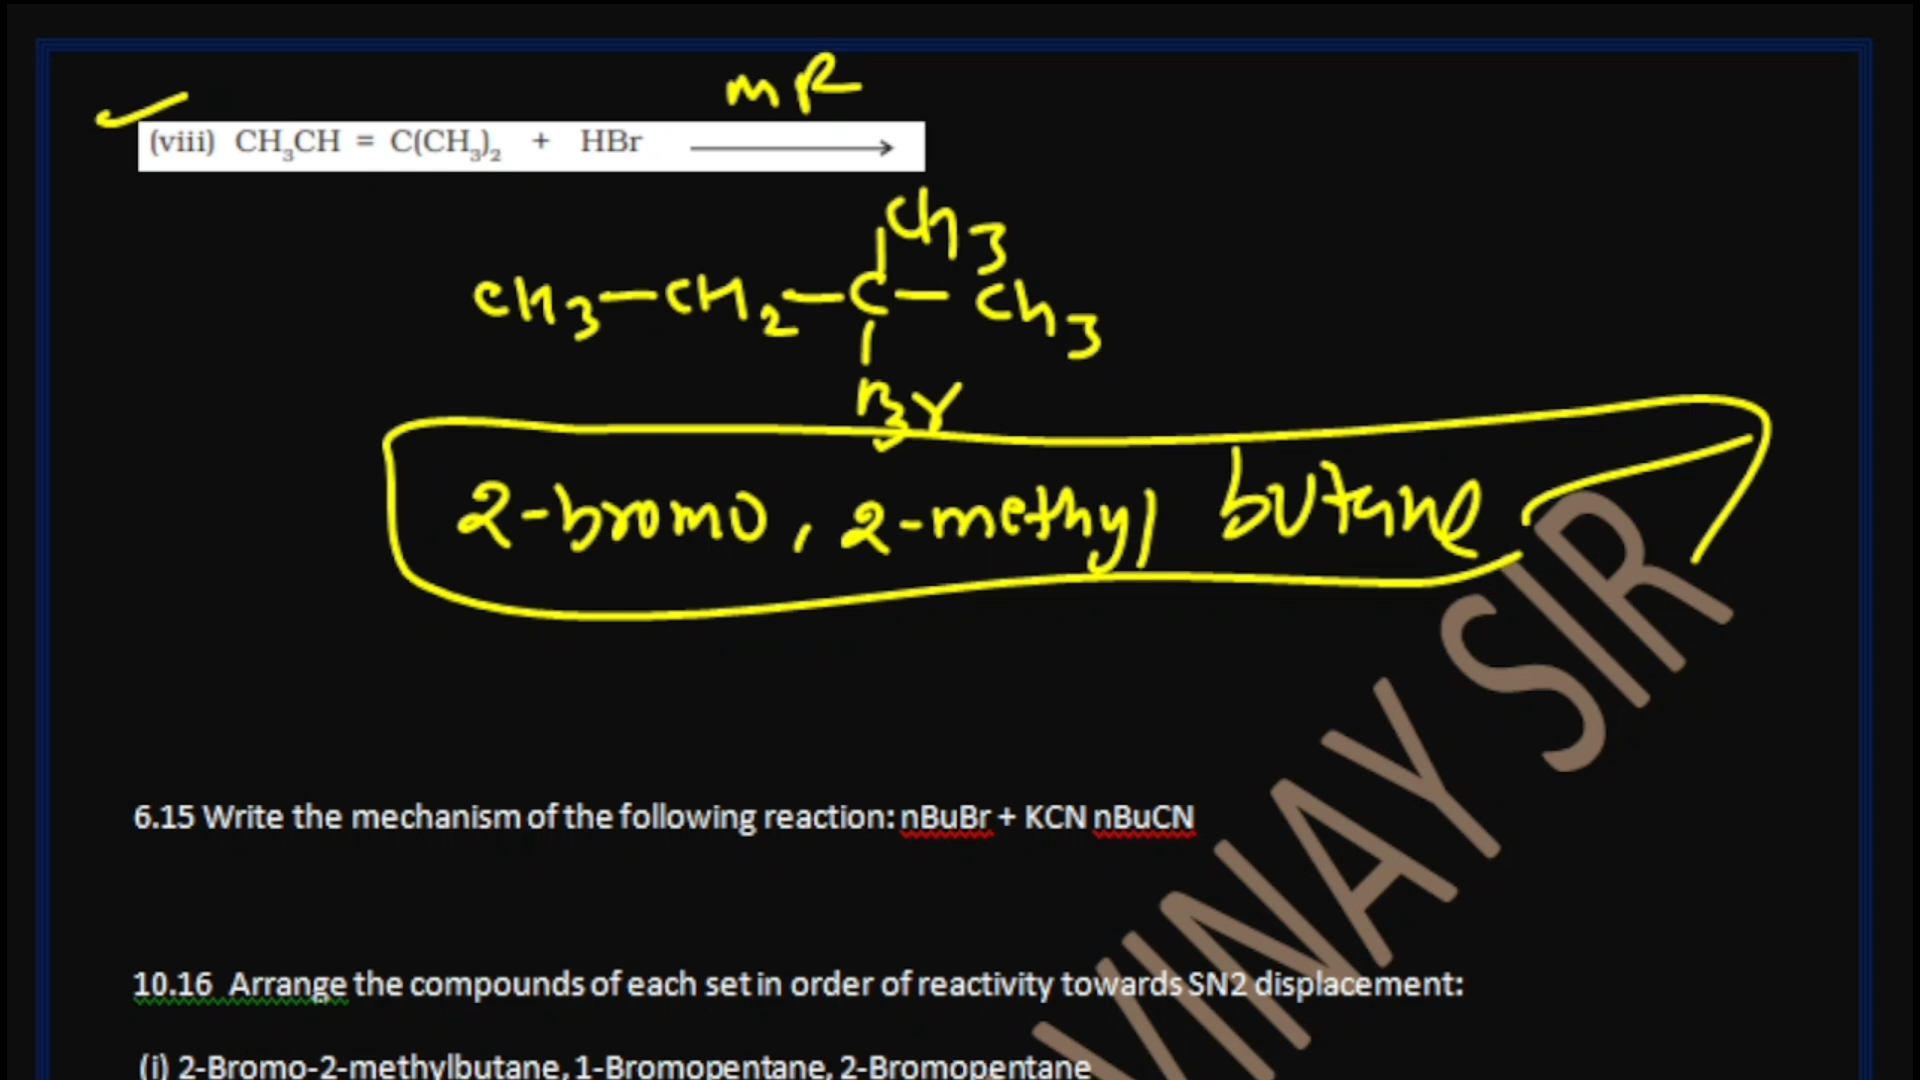 MR
(viii) CH₃CH = C(CH₃)₂ + HBr ⟶
CH3
CH3—CH2—C—CH3
Br
2-bromo, 2-methyl butane
VINAY SIR
6.15 Write the mechanism of the following reaction: nBuBr + KCN nBuCN
10.16 Arrange the compounds of each set in order of reactivity towards SN2 displacement:
(i) 2-Bromo-2-methylbutane, 1-Bromopentane, 2-Bromopentane